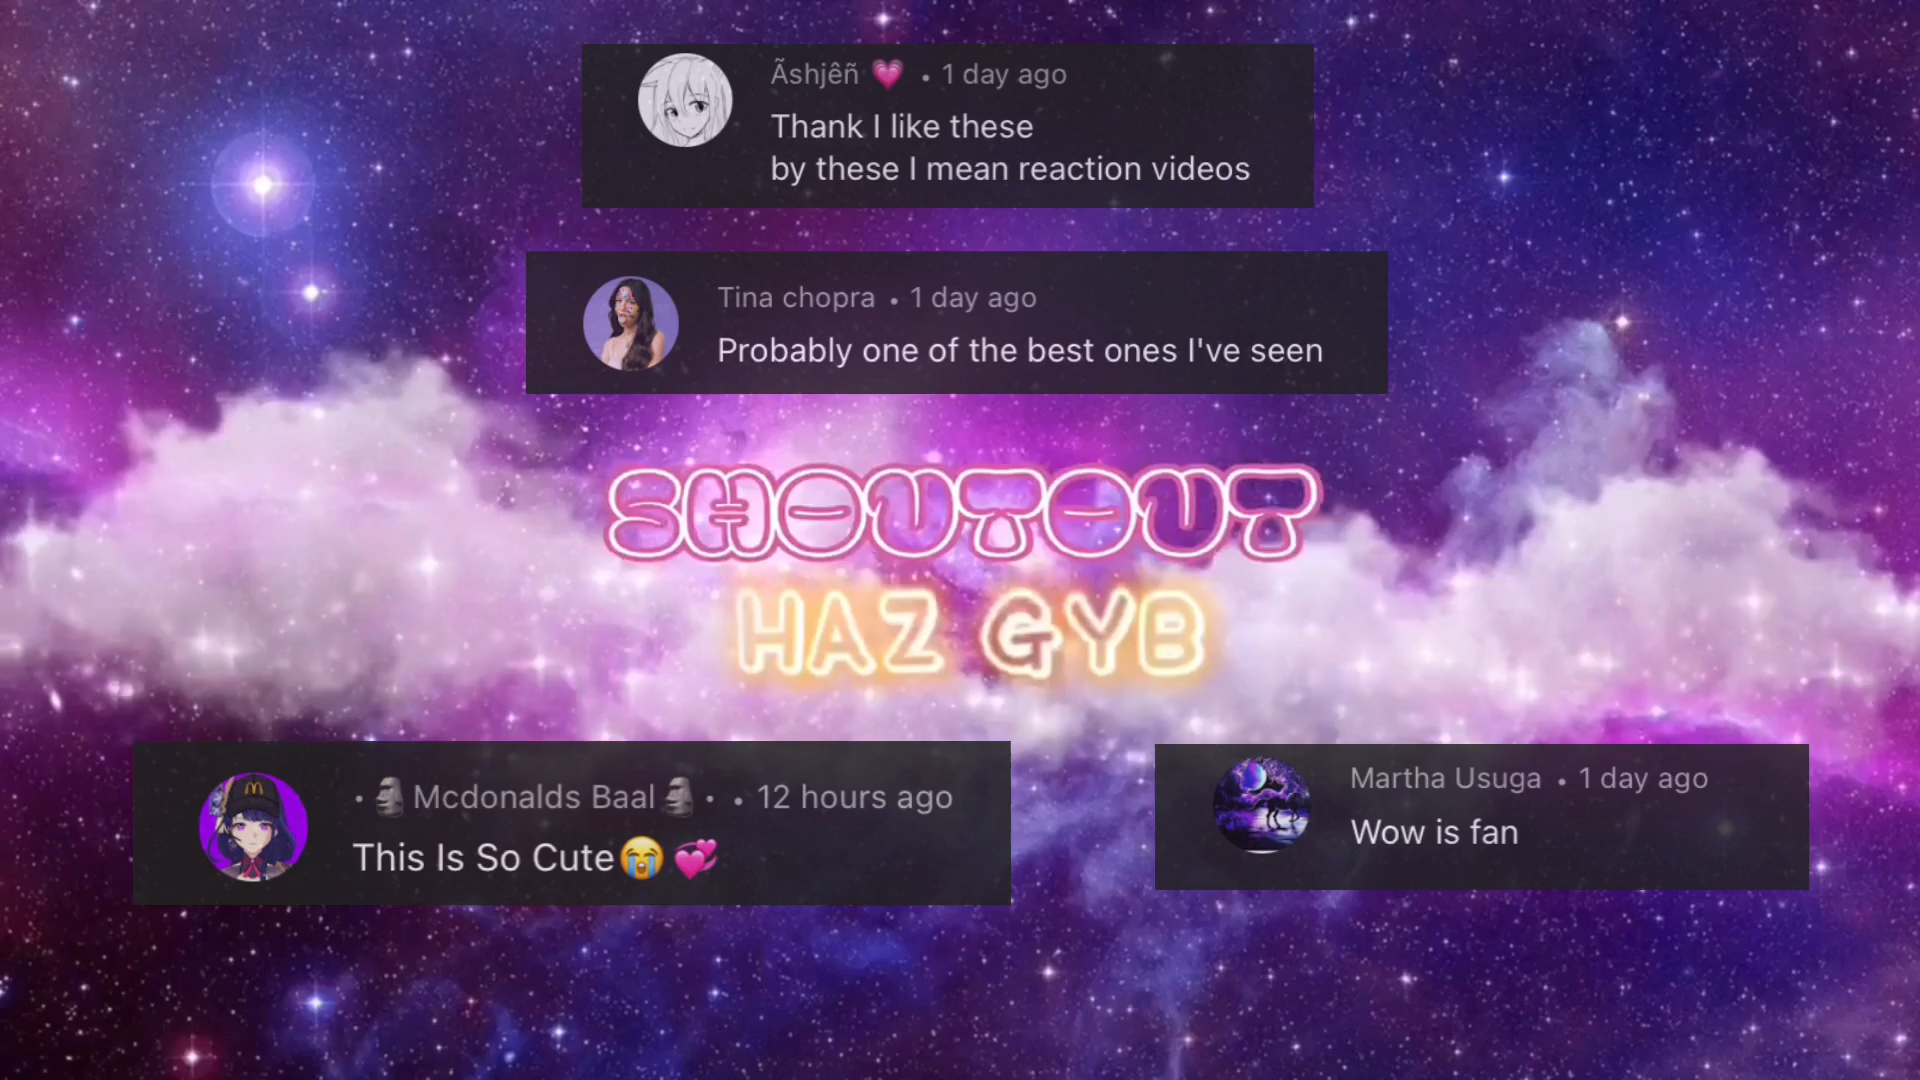 Ãshjêñ 💗 • 1 day ago
Thank I like these
by these I mean reaction videos
Tina chopra • 1 day ago
Probably one of the best ones I've seen
SHOUTOUT
HAZ GYB
• 🗿Mcdonalds Baal🗿• • 12 hours ago
This Is So Cute😭💞
Martha Usuga • 1 day ago
Wow is fan